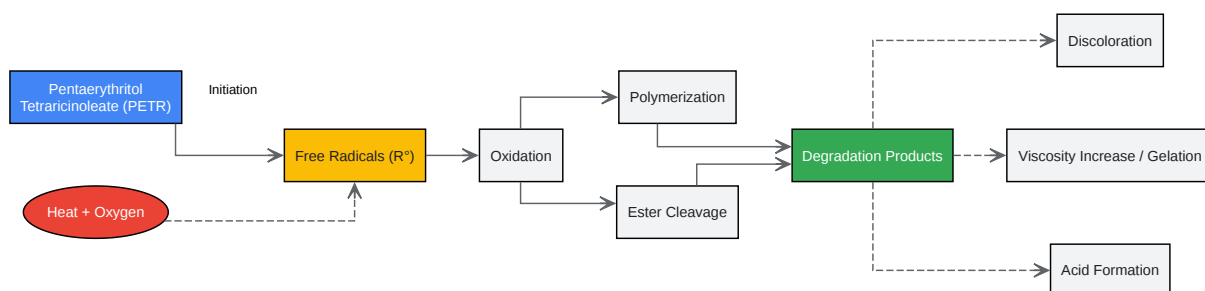 Pentaerythritol
Tetraricinoleate (PETR)
Initiation
Heat + Oxygen
Free Radicals (R°)
Oxidation
Polymerization
Ester Cleavage
Degradation Products
Discoloration
Viscosity Increase / Gelation
Acid Formation